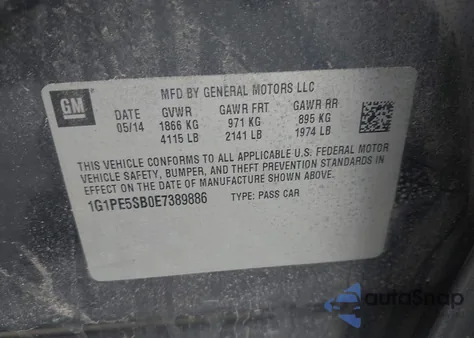 MFD BY GENERAL MOTORS LLC
GM
DATE GVWR GAWR FRT GAWR RR
05/14 1866 KG 971 KG 895 KG
4115 LB 2141 LB 1974 LB
THIS VEHICLE CONFORMS TO ALL APPLICABLE U.S. FEDERAL MOTOR
VEHICLE SAFETY, BUMPER, AND THEFT PREVENTION STANDARDS IN
EFFECT ON THE DATE OF MANUFACTURE SHOWN ABOVE.
1G1PE5SB0E7389886 TYPE: PASS CAR
autoSnap